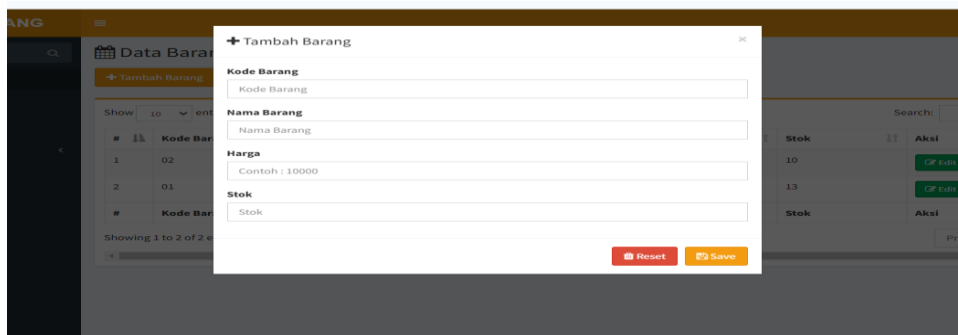 ANG
Data Barar
+ Tambah Barang
Show 10 ent
Search:
# Kode Bar Stok Aksi
1 02 10 Edit
2 01 13 Edit
# Kode Bar Stok Aksi
Showing 1 to 2 of 2 e
Pr
+ Tambah Barang ×
Kode Barang
Kode Barang
Nama Barang
Nama Barang
Harga
Contoh : 10000
Stok
Stok
Reset Save